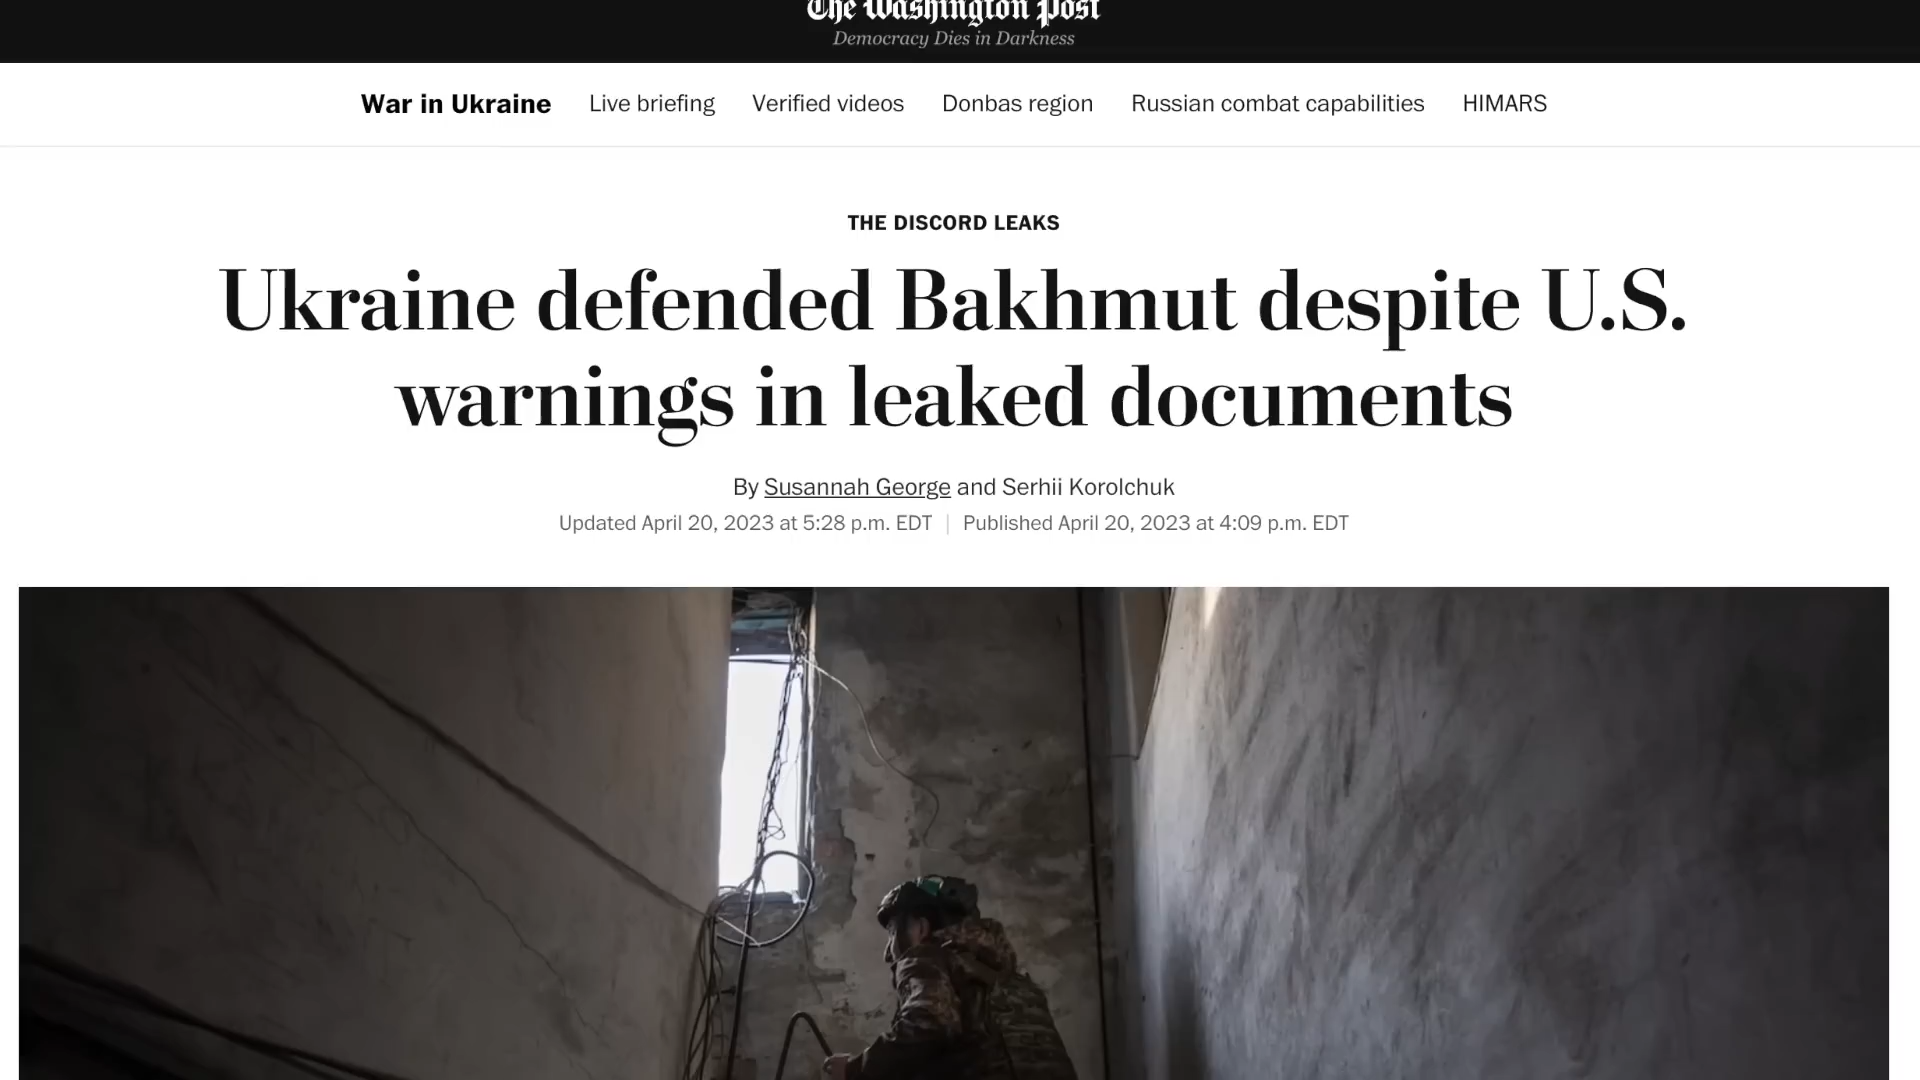 The Washington Post
Democracy Dies in Darkness
War in Ukraine Live briefing Verified videos Donbas region Russian combat capabilities HIMARS
THE DISCORD LEAKS
Ukraine defended Bakhmut despite U.S.
warnings in leaked documents
By Susannah George and Serhii Korolchuk
Updated April 20, 2023 at 5:28 p.m. EDT | Published April 20, 2023 at 4:09 p.m. EDT